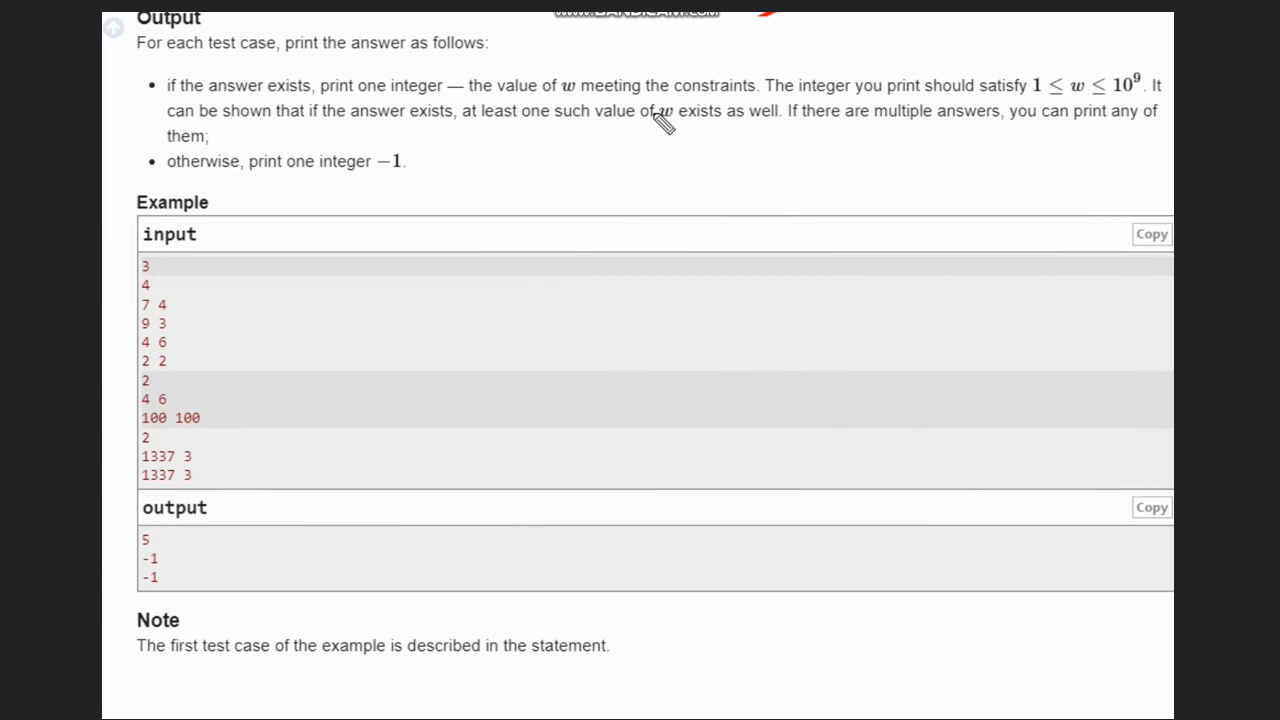 www.BANDICAM.com
Output
For each test case, print the answer as follows:
• if the answer exists, print one integer — the value of w meeting the constraints. The integer you print should satisfy 1 ≤ w ≤ 10⁹. It
can be shown that if the answer exists, at least one such value of w exists as well. If there are multiple answers, you can print any of
them;
• otherwise, print one integer −1.
Example
input
Copy
3
4
7 4
9 3
4 6
2 2
2
4 6
100 100
2
1337 3
1337 3
output
Copy
5
-1
-1
Note
The first test case of the example is described in the statement.